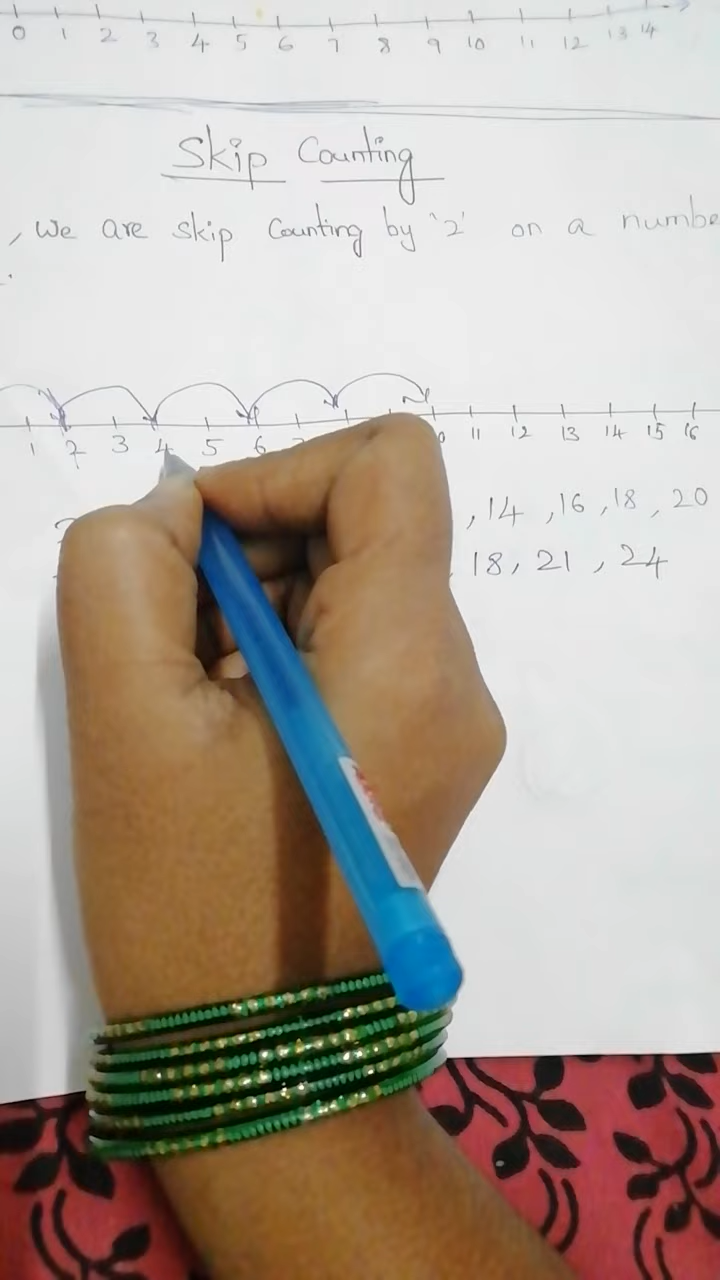 0 1 2 3 4 5 6 7 8 9 10 11 12 13 14
Skip Counting
, we are skip counting by '2' on a numbe
1 2 3 4 5 6 7 11 12 13 14 15 16
, 14 , 16 , 18 , 20
18 , 21 , 24